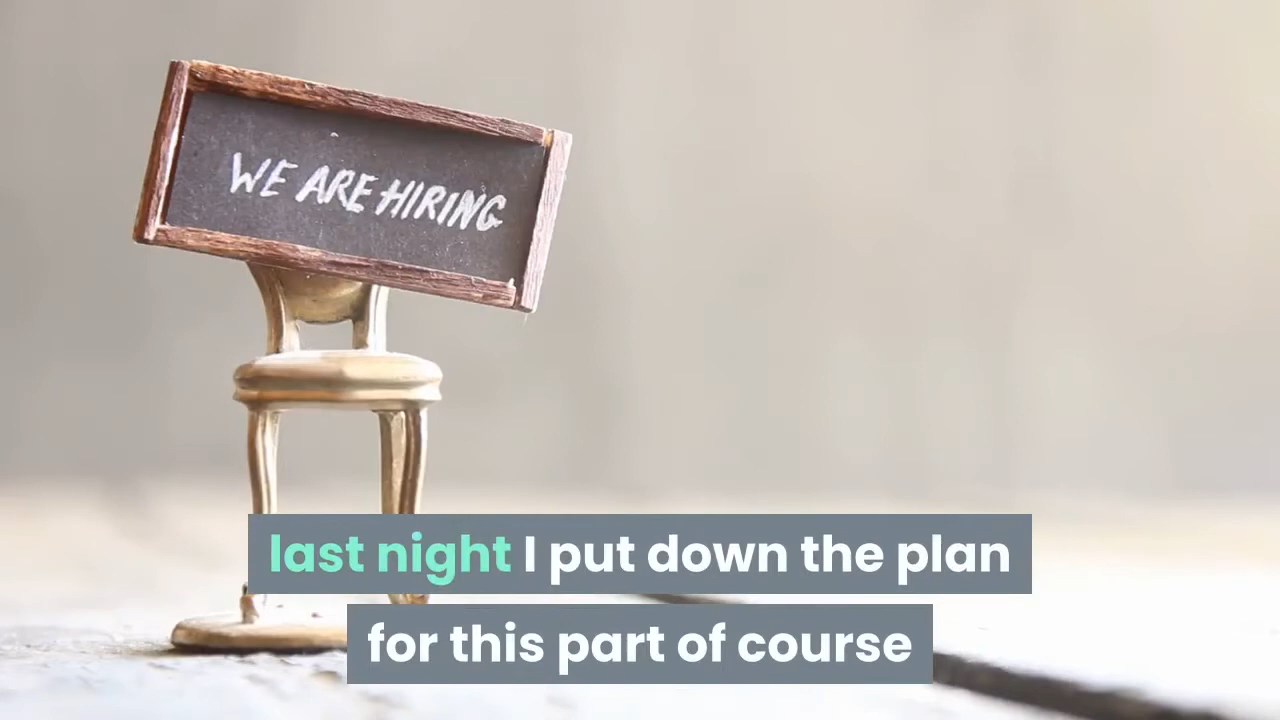 WE ARE HIRING
last night I put down the plan
for this part of course